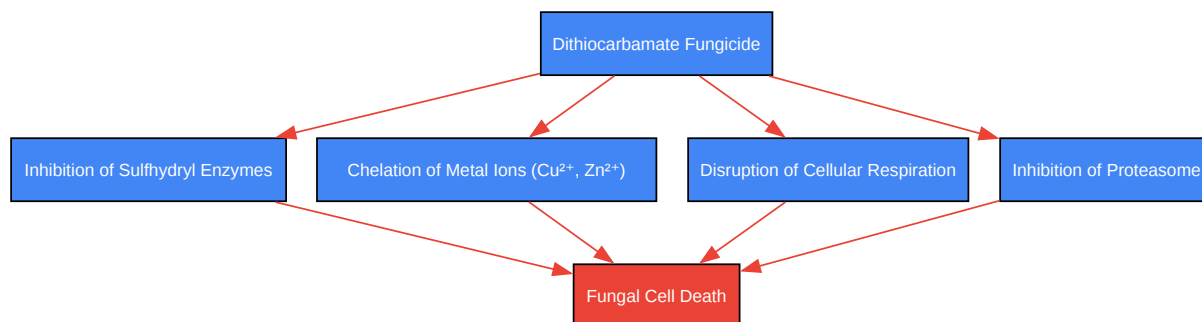 Dithiocarbamate Fungicide
Inhibition of Sulfhydryl Enzymes
Chelation of Metal Ions (Cu²⁺, Zn²⁺)
Disruption of Cellular Respiration
Inhibition of Proteasome
Fungal Cell Death